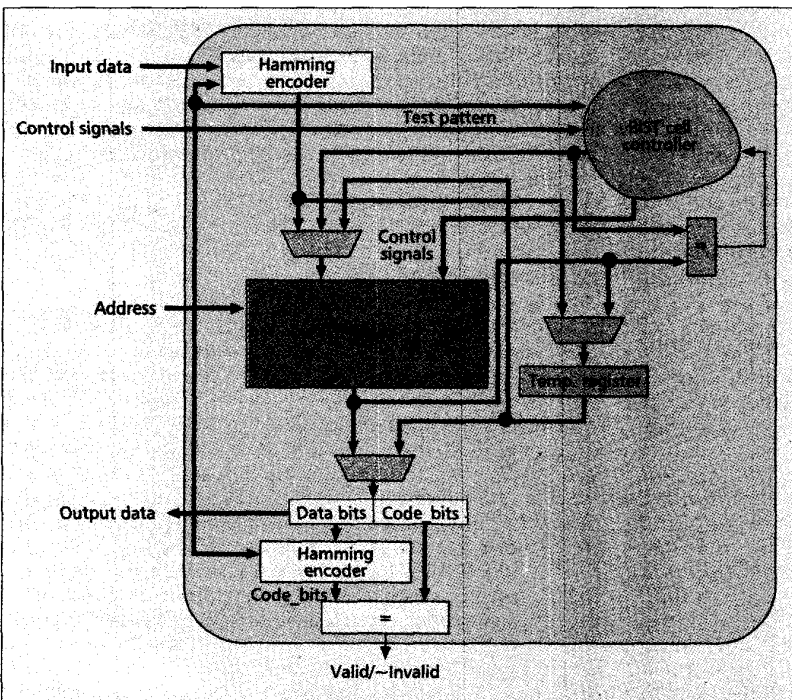 Input data
Hamming
encoder
Control signals
Test pattern
cell
controller
Control
signals
=
Address
Temp. register
Output data
Data bits
Code_bits
Hamming
encoder
Code_bits
=
Valid/~Invalid